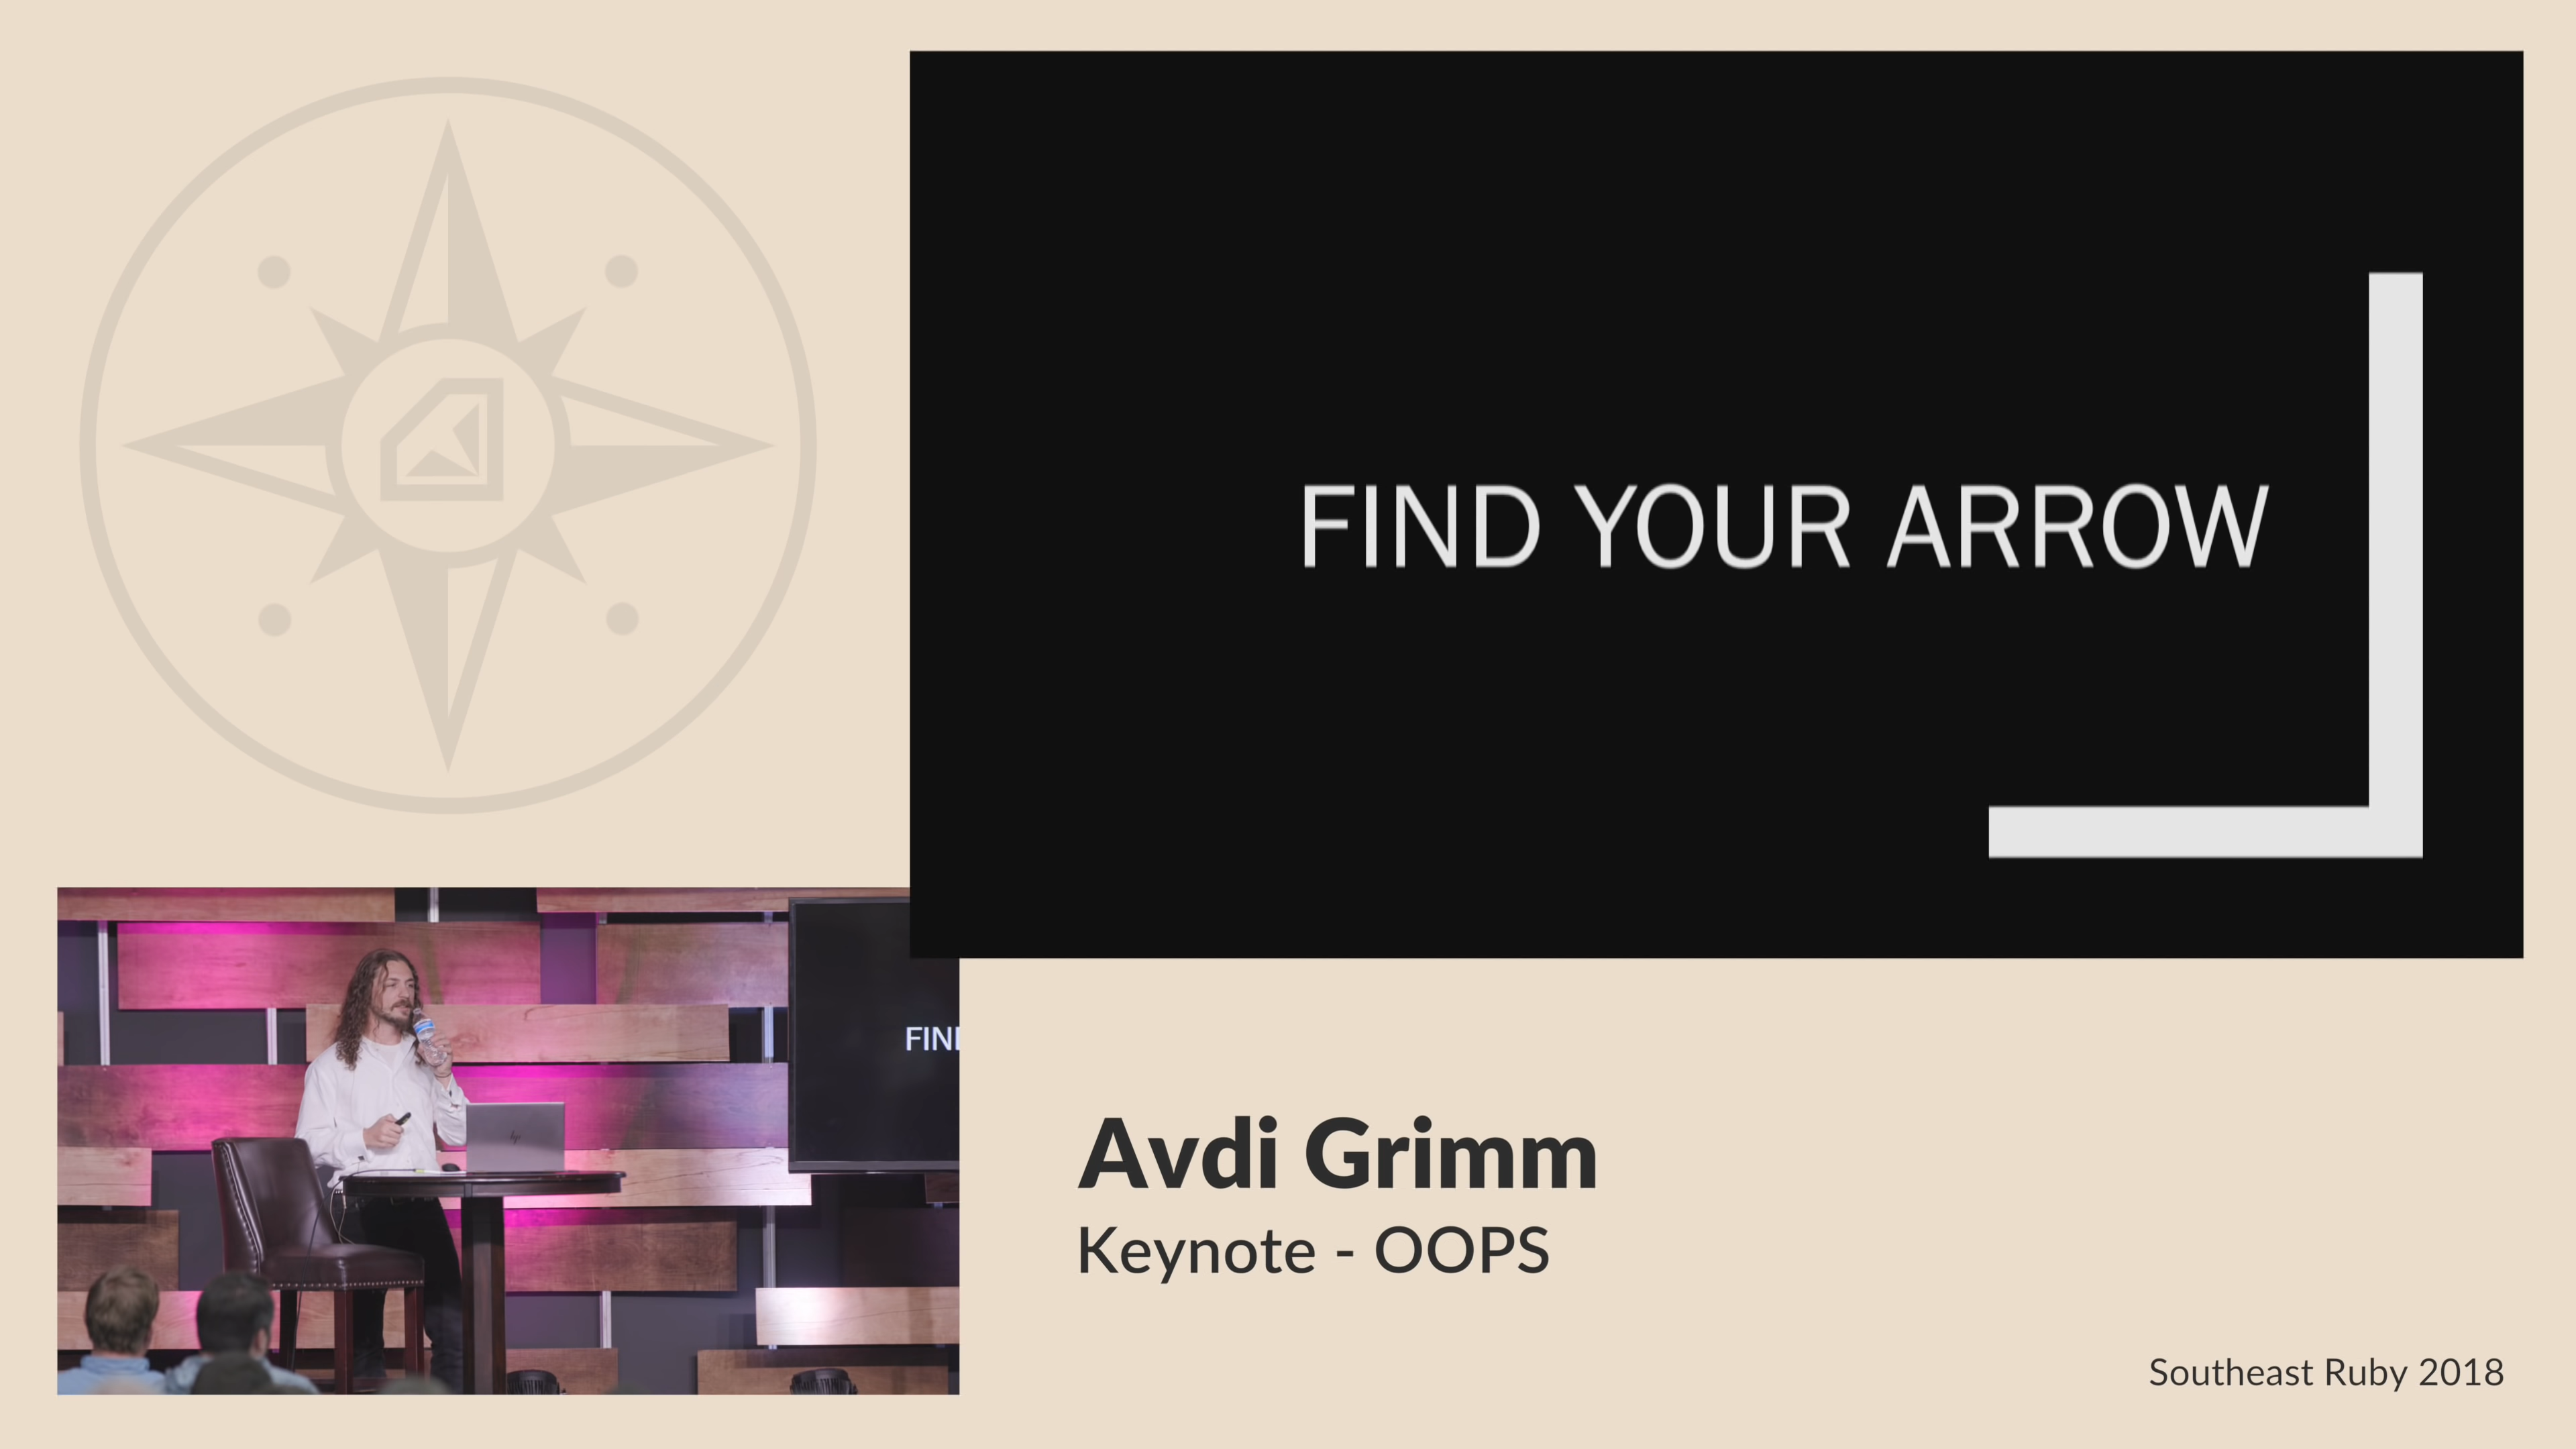 FIND YOUR ARROW
FIN
Avdi Grimm
Keynote - OOPS
Southeast Ruby 2018